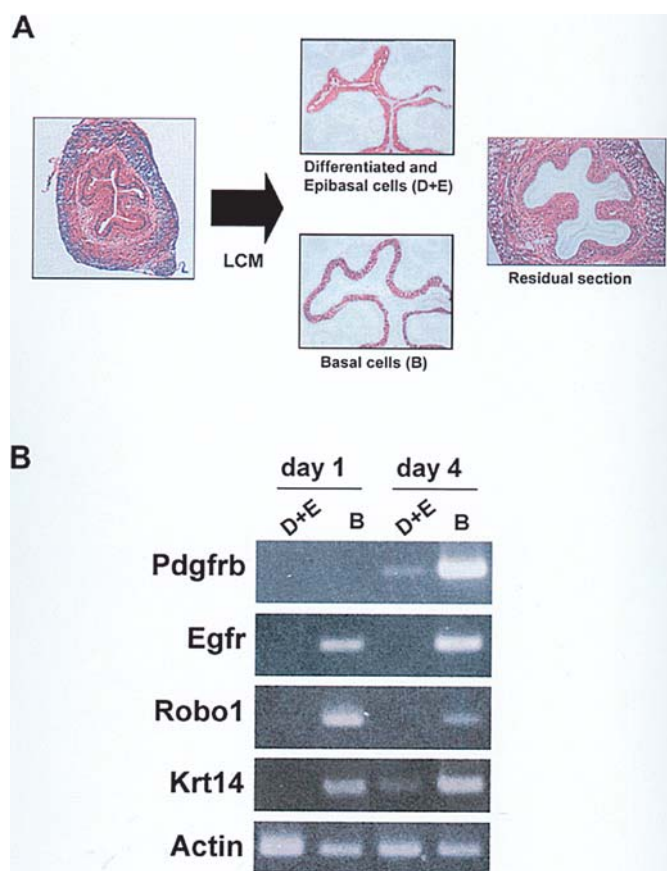 A
LCM
Differentiated and
Epibasal cells (D+E)
Basal cells (B)
Residual section
B
day 1 day 4
D+E B D+E B
Pdgfrb
Egfr
Robo1
Krt14
Actin